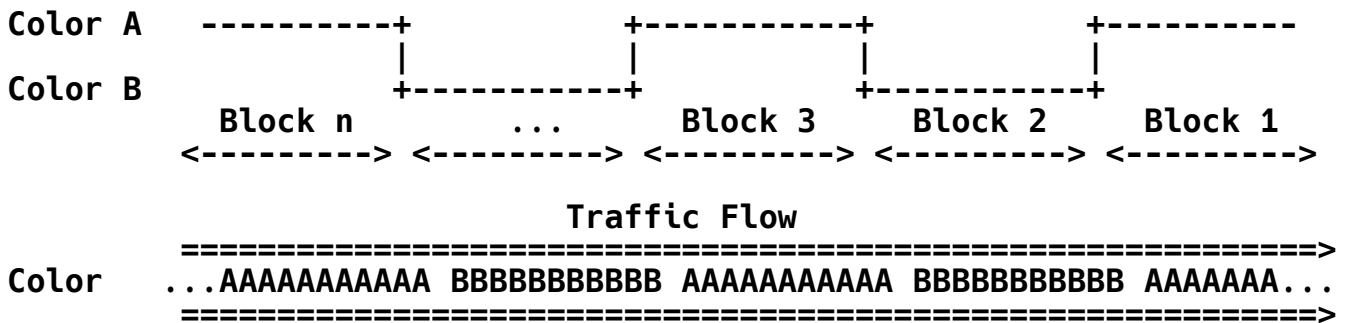 Color A ----------+ +-----------+ +----------
| | | |
Color B +-----------+ +-----------+
Block n ... Block 3 Block 2 Block 1
<---------> <---------> <---------> <---------> <--------->
Traffic Flow
===========================================================>
Color ...AAAAAAAAAAA BBBBBBBBBBB AAAAAAAAAAA BBBBBBBBBBB AAAAAAA...
===========================================================>